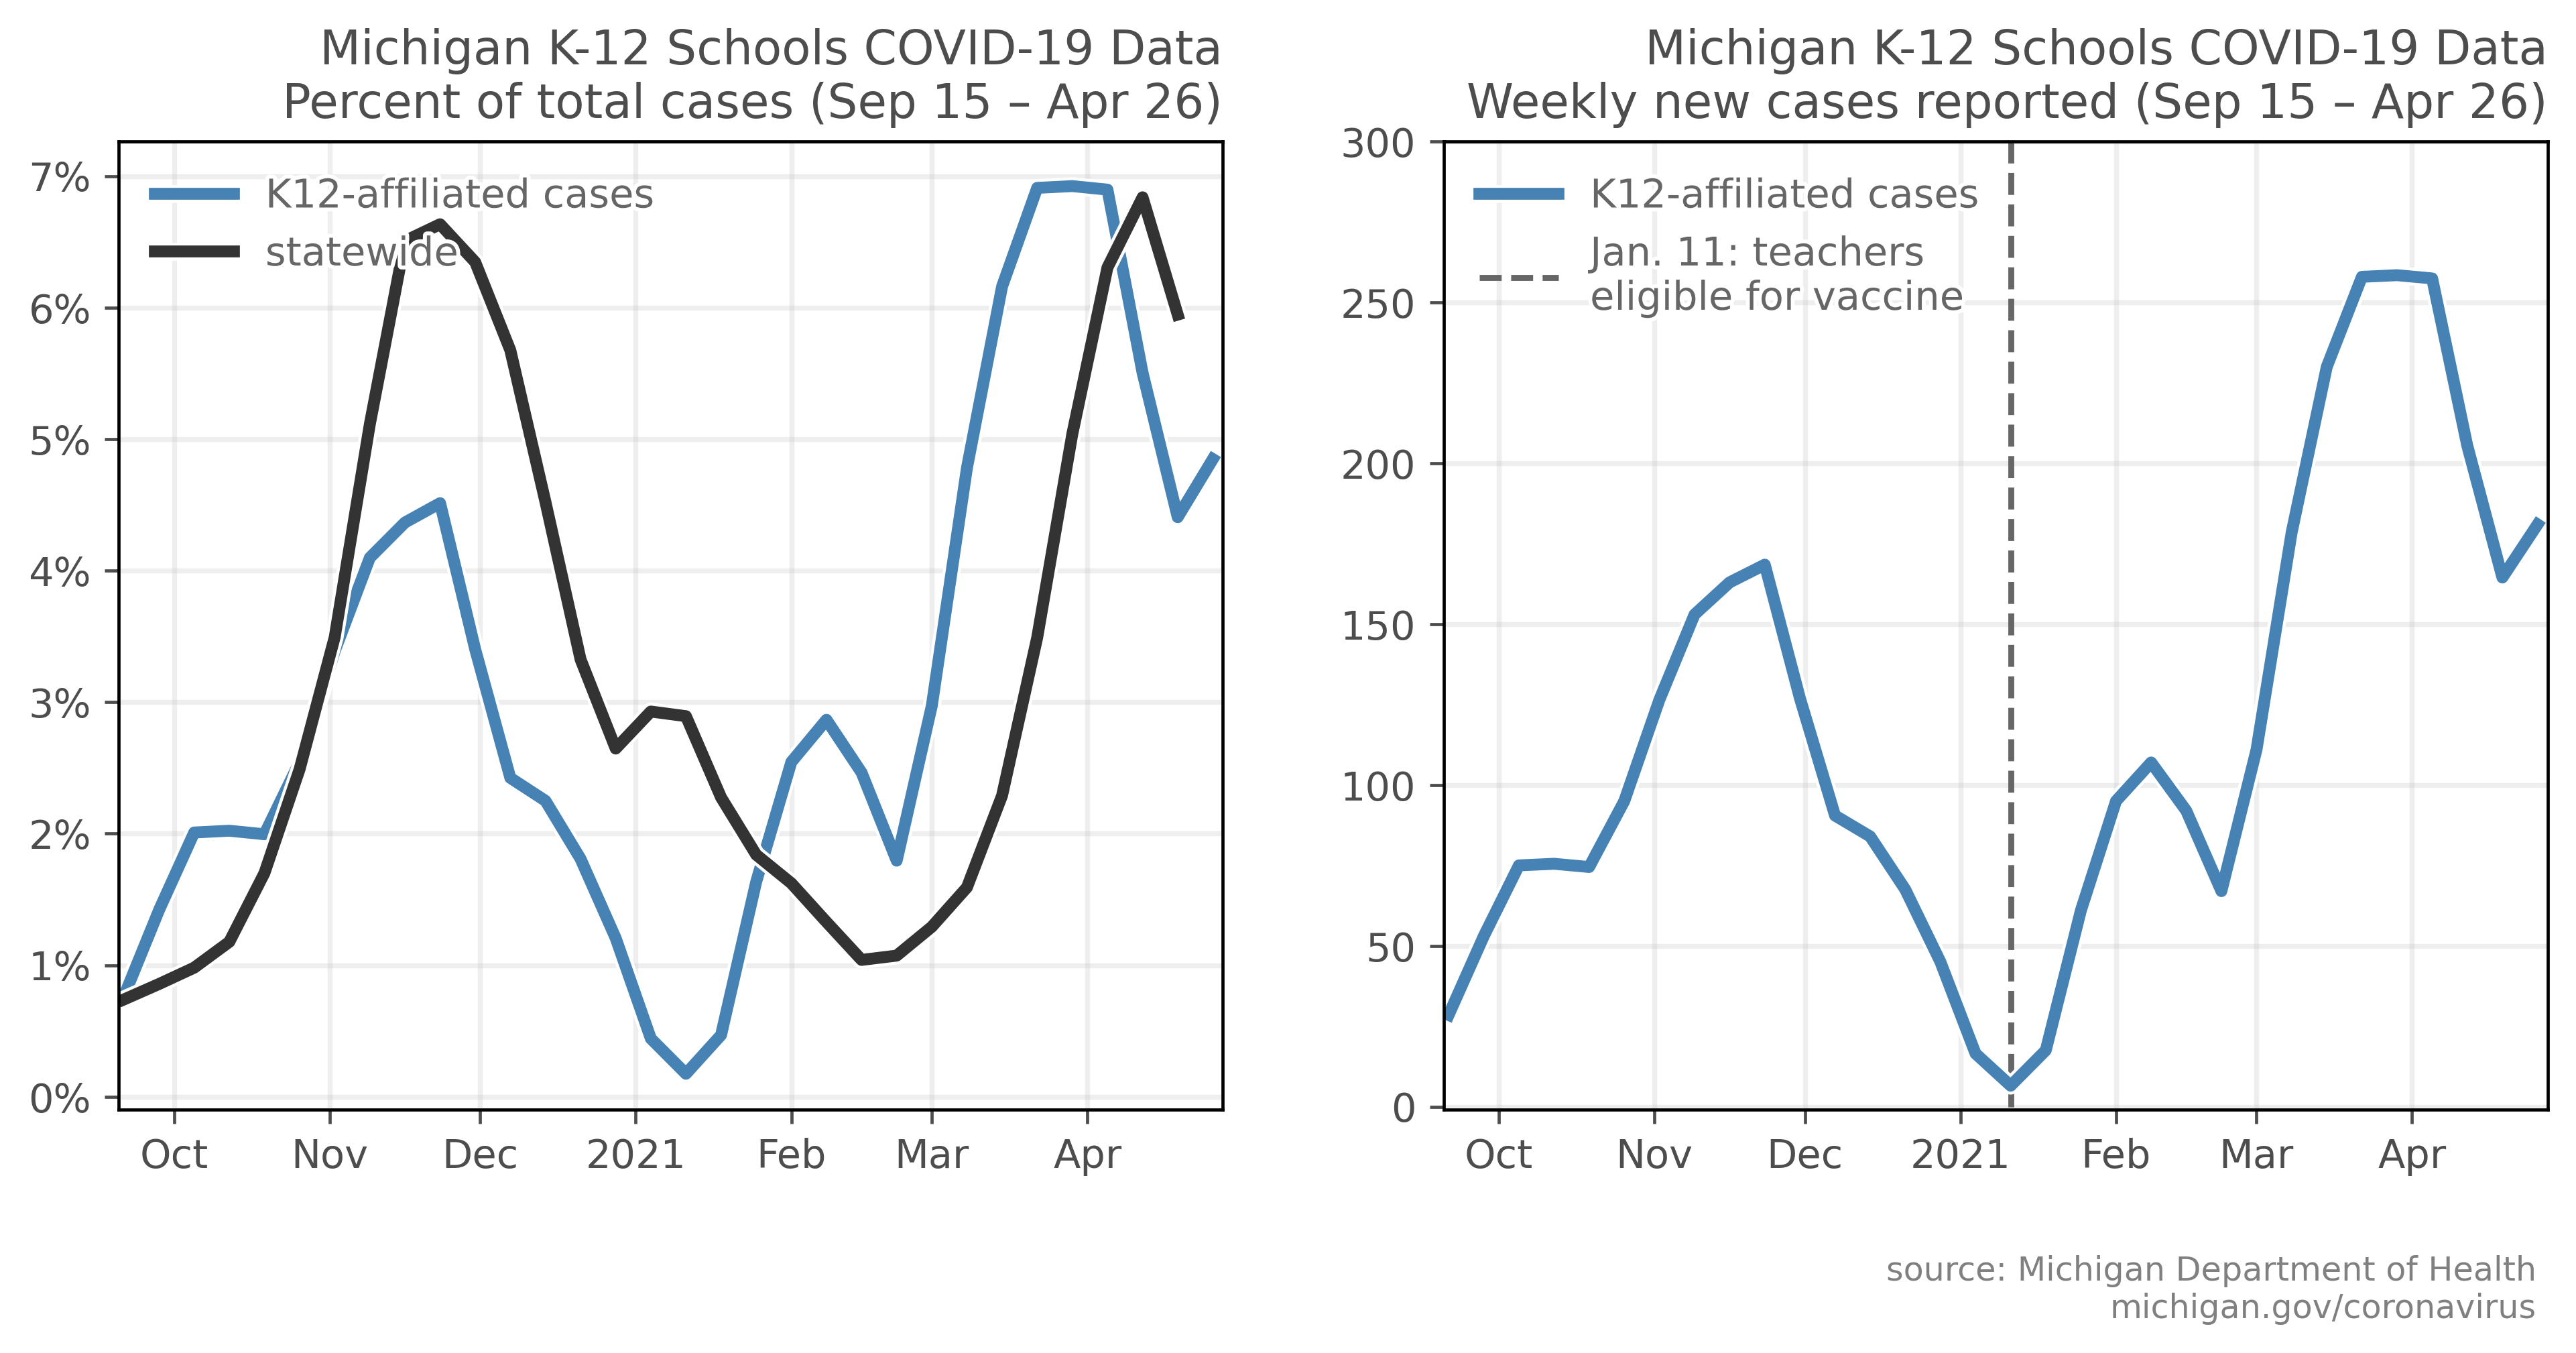 Michigan K-12 Schools COVID-19 Data
Percent of total cases (Sep 15 – Apr 26)
7%
6%
5%
4%
3%
2%
1%
0%
K12-affiliated cases
statewide
Oct
Nov
Dec
2021
Feb
Mar
Apr
Michigan K-12 Schools COVID-19 Data
Weekly new cases reported (Sep 15 – Apr 26)
300
250
200
150
100
50
0
K12-affiliated cases
Jan. 11: teachers
eligible for vaccine
Oct
Nov
Dec
2021
Feb
Mar
Apr
source: Michigan Department of Health
michigan.gov/coronavirus